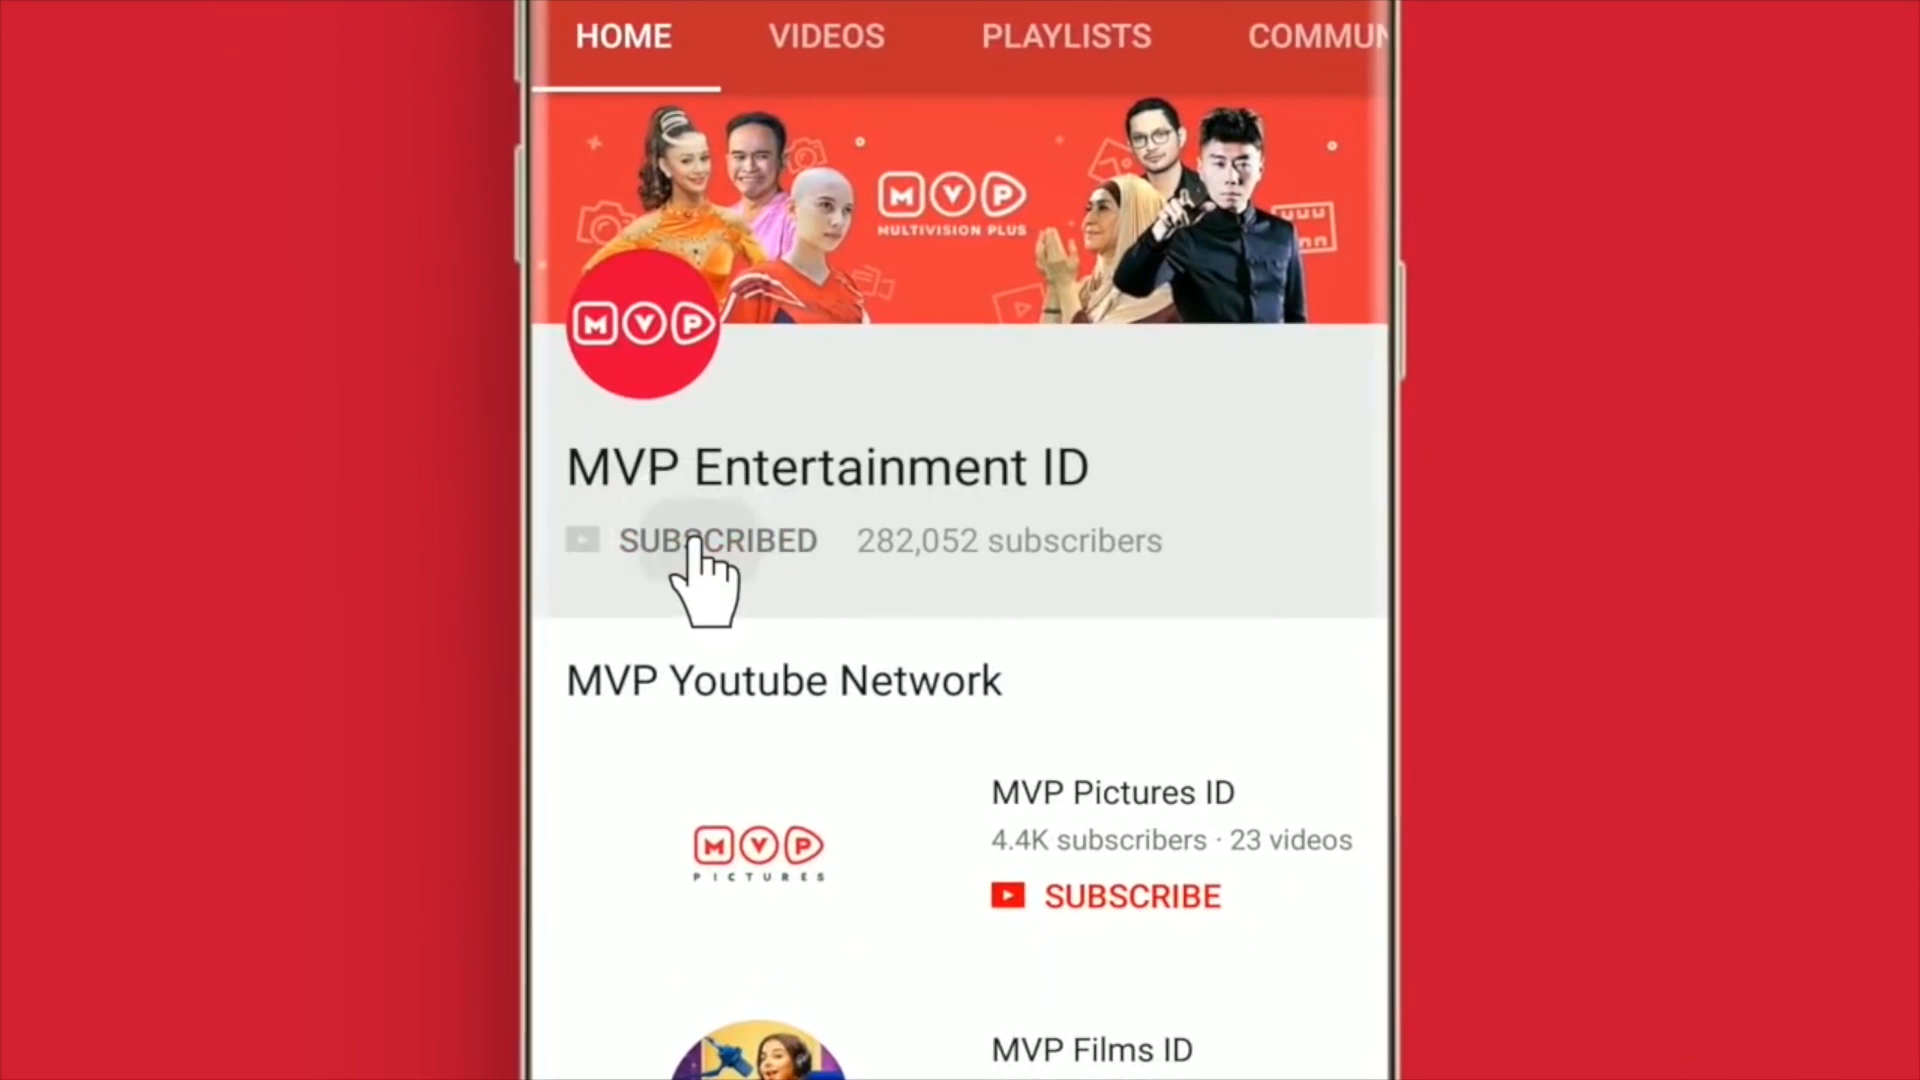 HOME VIDEOS PLAYLISTS COMMUN
MVP
MULTIVISION PLUS
MVP
MVP Entertainment ID
SUBSCRIBED 282,052 subscribers
MVP Youtube Network
MVP Pictures ID
4.4K subscribers · 23 videos
MVP
PICTURES
SUBSCRIBE
MVP Films ID